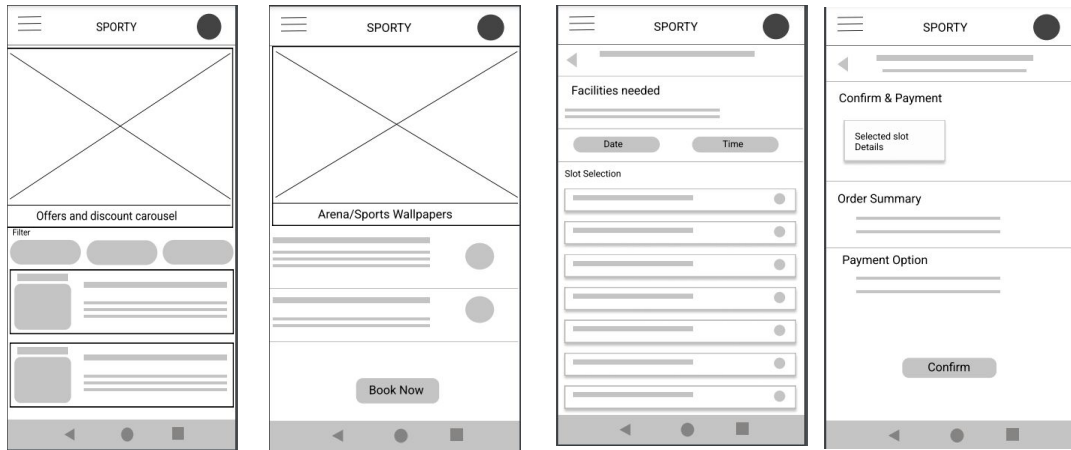 SPORTY
Offers and discount carousel
Filter
SPORTY
Arena/Sports Wallpapers
Book Now
SPORTY
Facilities needed
Date
Time
Slot Selection
SPORTY
Confirm & Payment
Selected slot
Details
Order Summary
Payment Option
Confirm